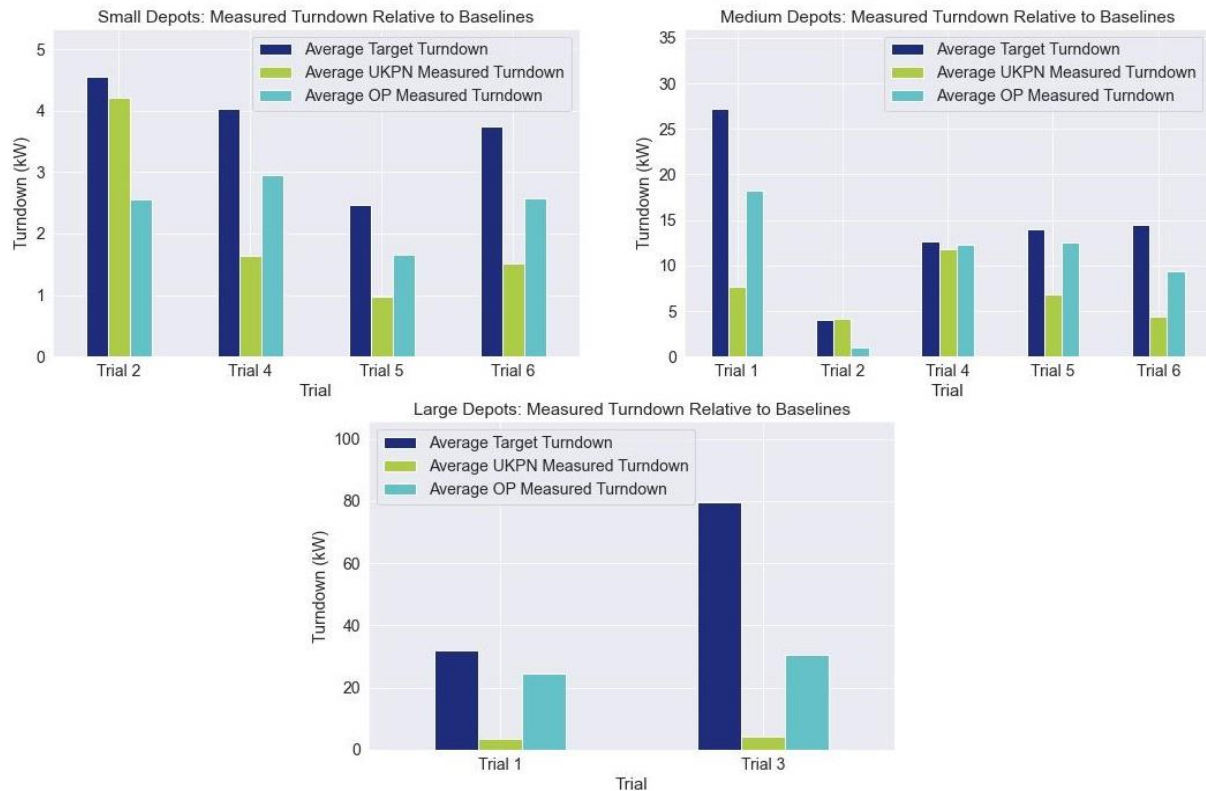 Small Depots: Measured Turndown Relative to Baselines
Average Target Turndown
Average UKPN Measured Turndown
Average OP Measured Turndown
Turndown (kW)
5
4
3
2
1
0
Trial 2 Trial 4 Trial 5 Trial 6
Trial
Medium Depots: Measured Turndown Relative to Baselines
Average Target Turndown
Average UKPN Measured Turndown
Average OP Measured Turndown
Turndown (kW)
35
30
25
20
15
10
5
0
Trial 1 Trial 2 Trial 4 Trial 5 Trial 6
Trial
Large Depots: Measured Turndown Relative to Baselines
Average Target Turndown
Average UKPN Measured Turndown
Average OP Measured Turndown
Turndown (kW)
100
80
60
40
20
0
Trial 1 Trial 3
Trial